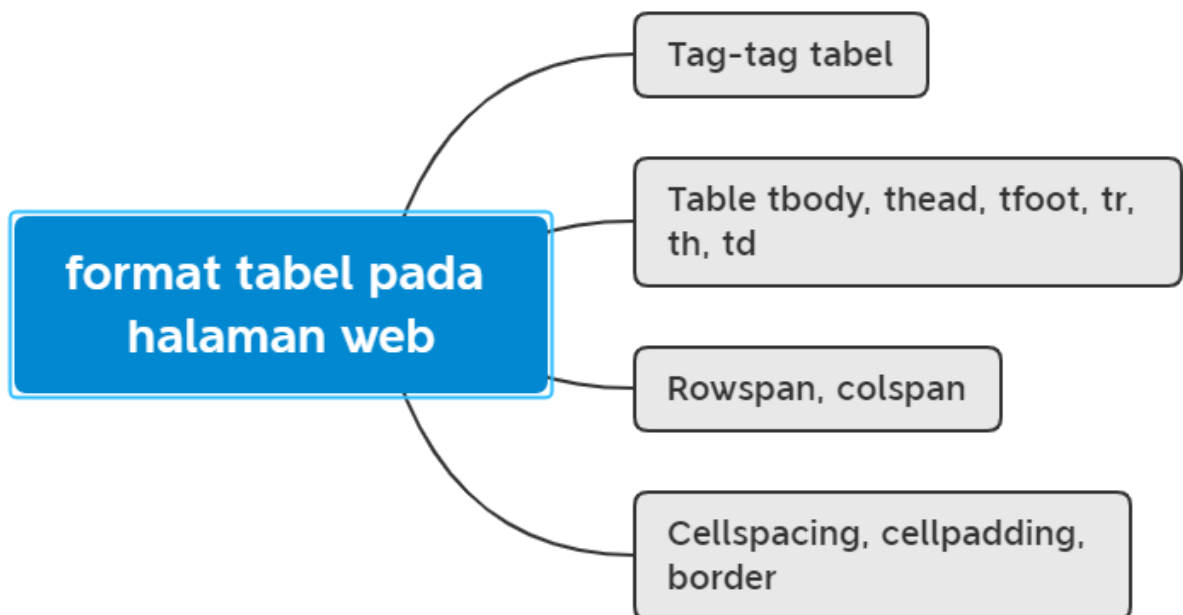 format tabel pada
halaman web
Tag-tag tabel
Table tbody, thead, tfoot, tr,
th, td
Rowspan, colspan
Cellspacing, cellpadding,
border